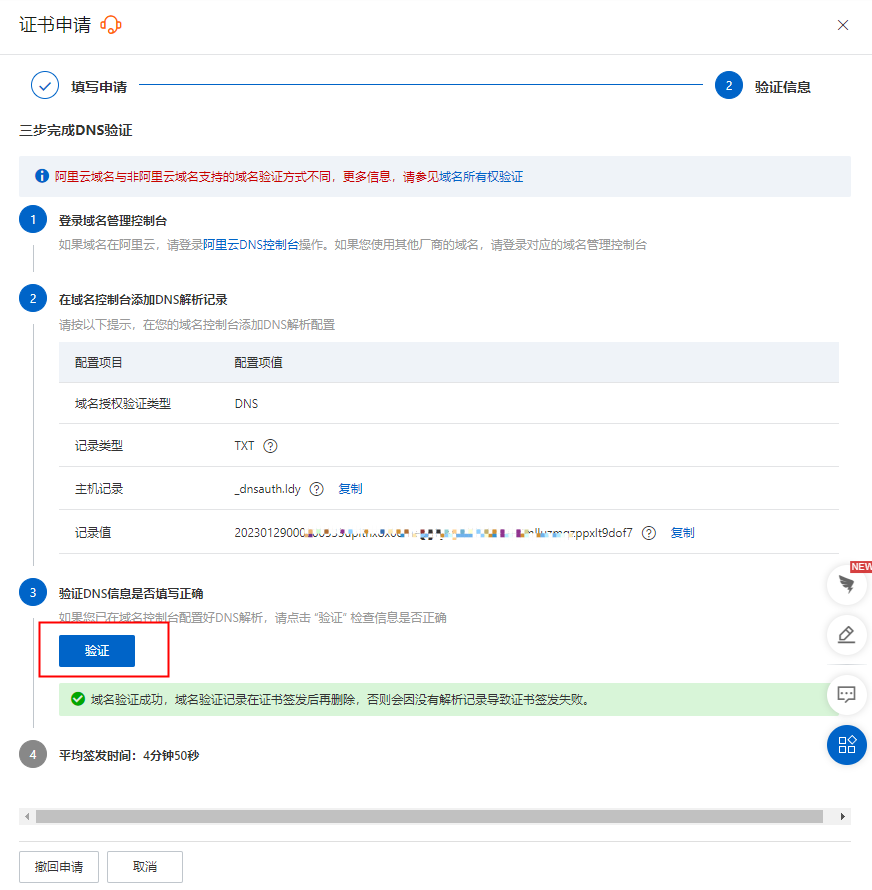 证书申请
填写申请
2 验证信息
三步完成DNS验证
阿里云域名与非阿里云域名支持的域名验证方式不同，更多信息，请参见域名所有权验证
1 登录域名管理控制台
如果域名在阿里云，请登录阿里云DNS控制台操作。如果您使用其他厂商的域名，请登录对应的域名管理控制台
2 在域名控制台添加DNS解析记录
请按以下提示，在您的域名控制台添加DNS解析配置
配置项目 配置项值
域名授权验证类型 DNS
记录类型 TXT
主机记录 _dnsauth.ldy 复制
记录值 20230129000 zppxlt9dof7 复制
3 验证DNS信息是否填写正确
如果您已在域名控制台配置好DNS解析，请点击 “验证” 检查信息是否正确
验证
域名验证成功，域名验证记录在证书签发后再删除，否则会因没有解析记录导致证书签发失败。
4 平均签发时间：4分钟50秒
NEW
撤回申请 取消